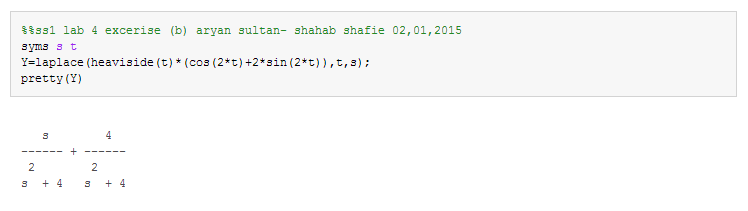 %%ss1 lab 4 excerise (b) aryan sultan- shahab shafie 02,01,2015
syms s t
Y=laplace(heaviside(t)*(cos(2*t)+2*sin(2*t)),t,s);
pretty(Y)
s 4
------ + ------
2 2
s + 4 s + 4